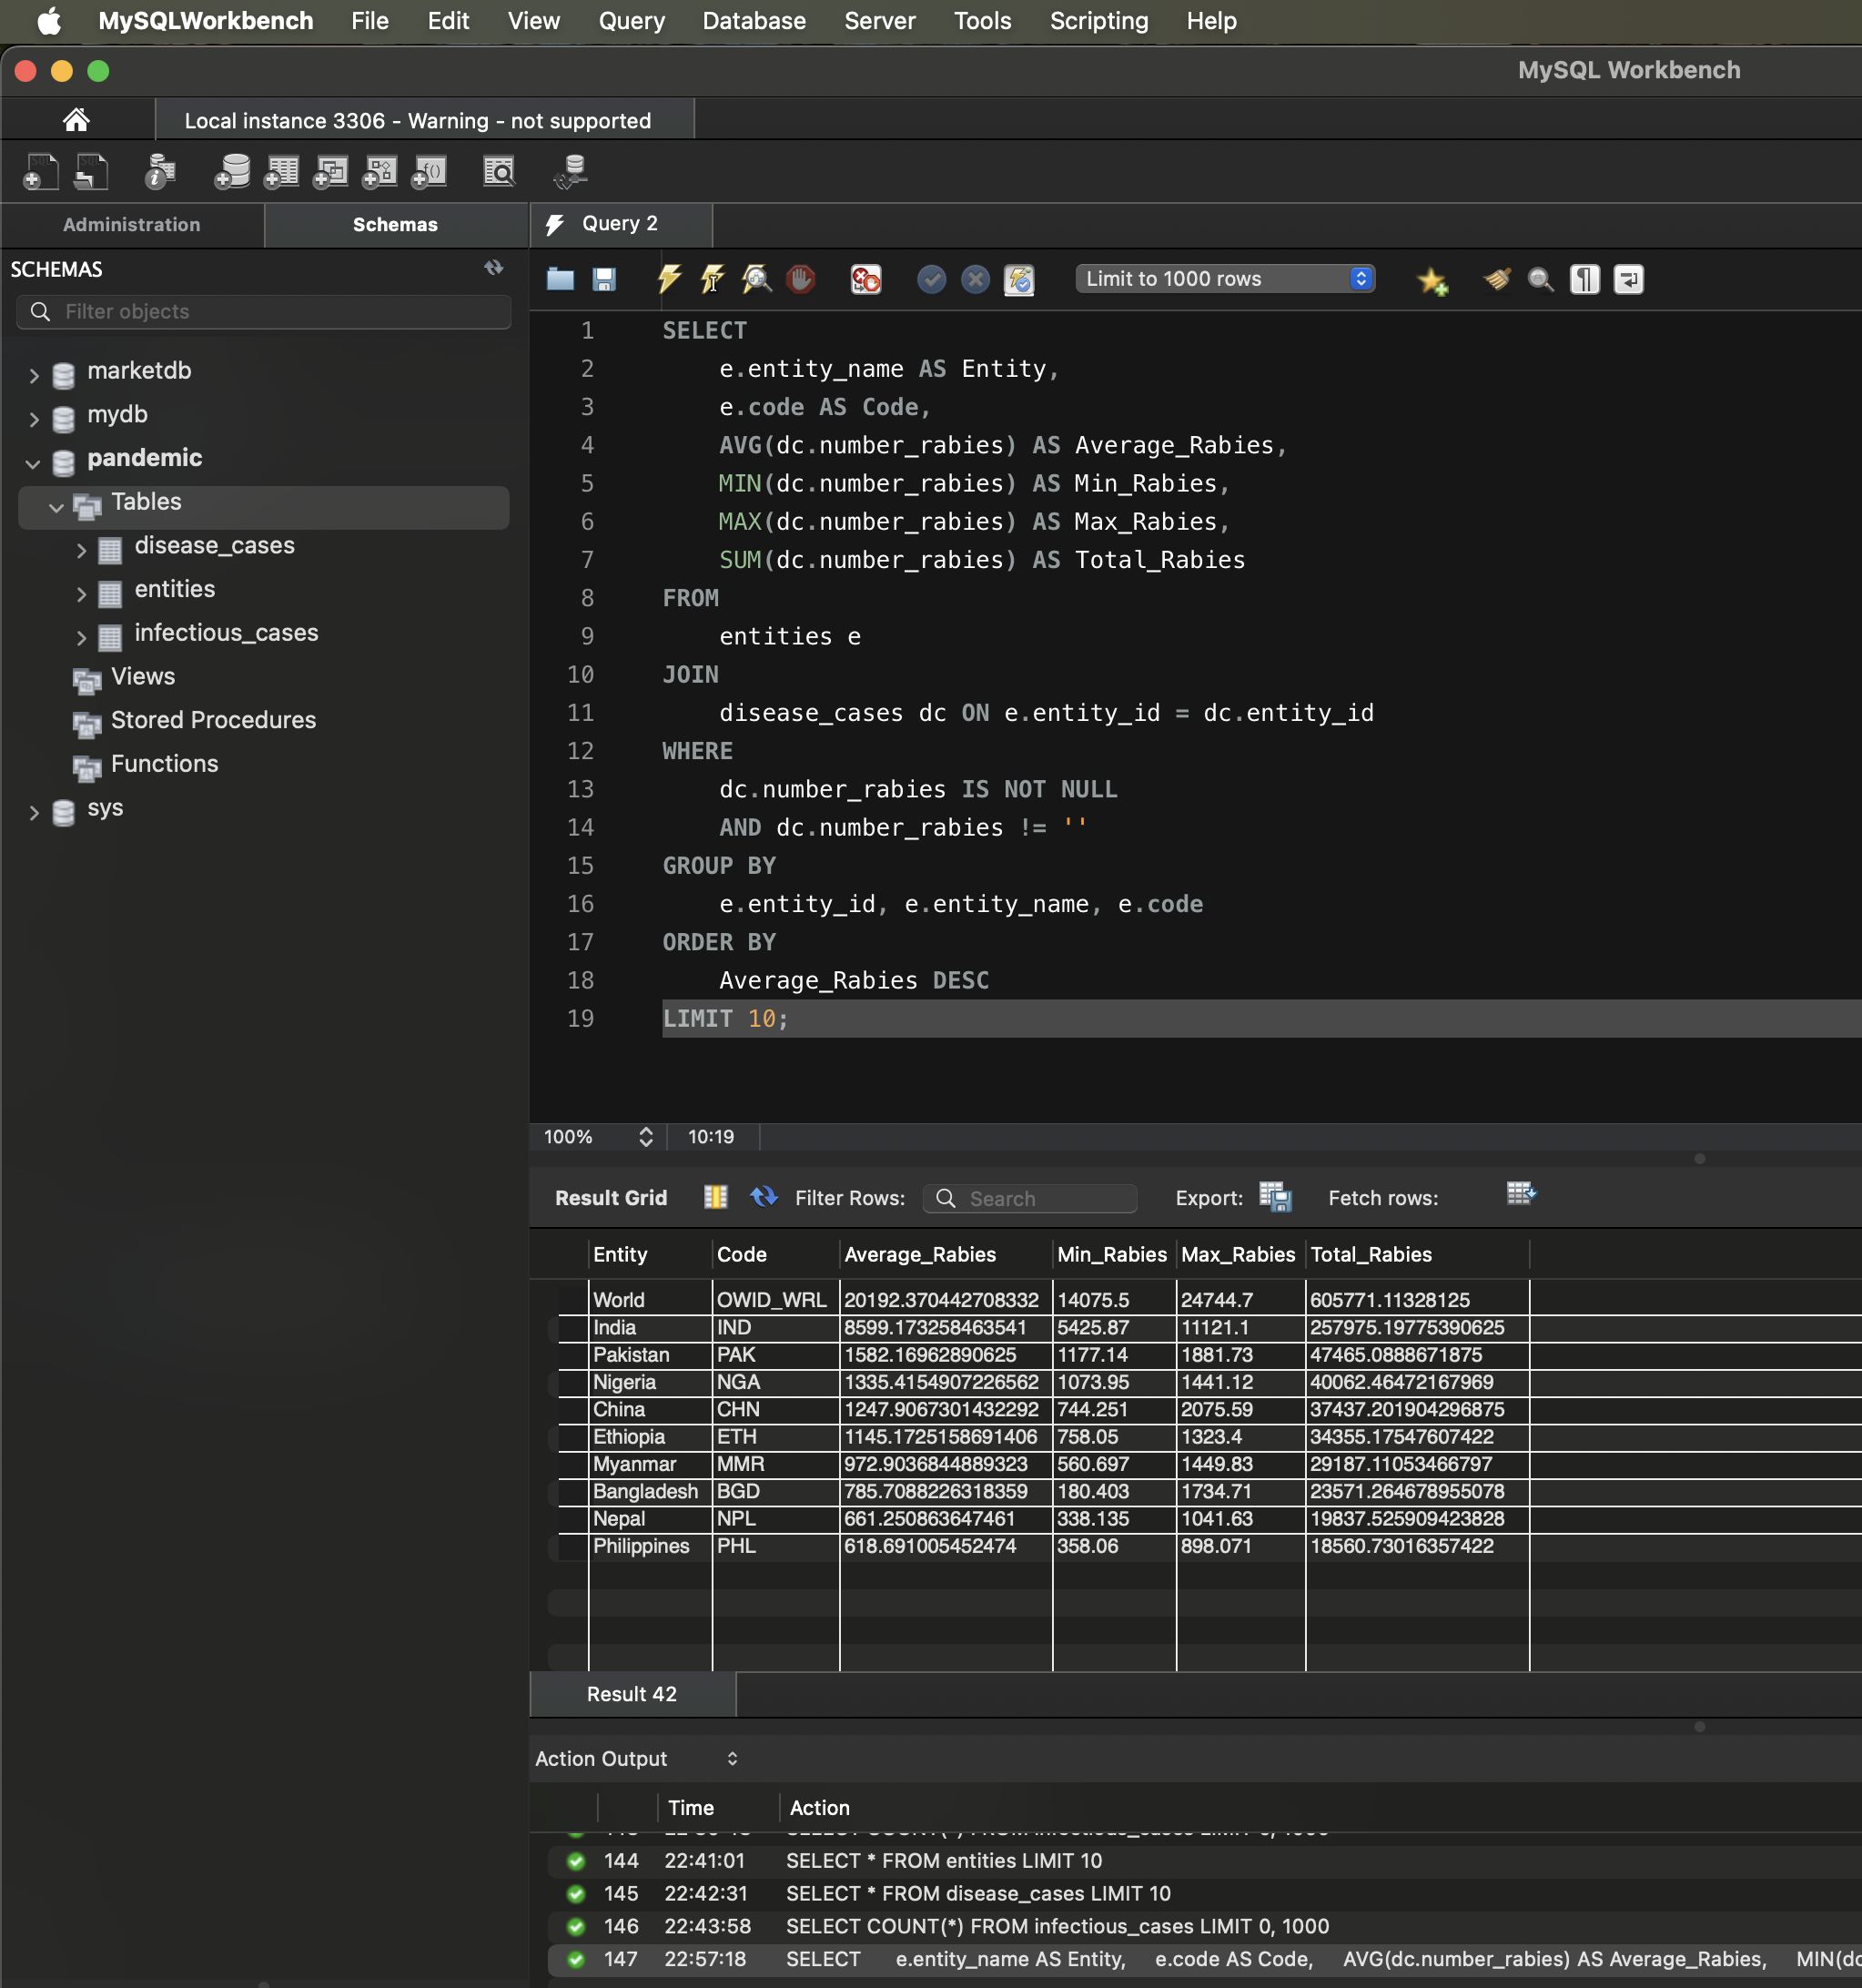 MySQLWorkbench File Edit View Query Database Server Tools Scripting Help
MySQL Workbench
Local instance 3306 - Warning - not supported
Administration Schemas Query 2
SCHEMAS
Filter objects
Limit to 1000 rows
marketdb
mydb
pandemic
Tables
disease_cases
entities
infectious_cases
Views
Stored Procedures
Functions
sys
1 SELECT
2 e.entity_name AS Entity,
3 e.code AS Code,
4 AVG(dc.number_rabies) AS Average_Rabies,
5 MIN(dc.number_rabies) AS Min_Rabies,
6 MAX(dc.number_rabies) AS Max_Rabies,
7 SUM(dc.number_rabies) AS Total_Rabies
8 FROM
9 entities e
10 JOIN
11 disease_cases dc ON e.entity_id = dc.entity_id
12 WHERE
13 dc.number_rabies IS NOT NULL
14 AND dc.number_rabies != ''
15 GROUP BY
16 e.entity_id, e.entity_name, e.code
17 ORDER BY
18 Average_Rabies DESC
19 LIMIT 10;
100% 10:19
Result Grid Filter Rows: Search Export: Fetch rows:
Entity Code Average_Rabies Min_Rabies Max_Rabies Total_Rabies
World OWID_WRL 20192.370442708332 14075.5 24744.7 605771.11328125
India IND 8599.173258463541 5425.87 11121.1 257975.19775390625
Pakistan PAK 1582.16962890625 1177.14 1881.73 47465.0888671875
Nigeria NGA 1335.4154907226562 1073.95 1441.12 40062.46472167969
China CHN 1247.9067301432292 744.251 2075.59 37437.201904296875
Ethiopia ETH 1145.1725158691406 758.05 1323.4 34355.17547607422
Myanmar MMR 972.9036844889323 560.697 1449.83 29187.11053466797
Bangladesh BGD 785.7088226318359 180.403 1734.71 23571.264678955078
Nepal NPL 661.250863647461 338.135 1041.63 19837.525909423828
Philippines PHL 618.691005452474 358.06 898.071 18560.73016357422
Result 42
Action Output
Time Action
144 22:41:01 SELECT * FROM entities LIMIT 10
145 22:42:31 SELECT * FROM disease_cases LIMIT 10
146 22:43:58 SELECT COUNT(*) FROM infectious_cases LIMIT 0, 1000
147 22:57:18 SELECT e.entity_name AS Entity, e.code AS Code, AVG(dc.number_rabies) AS Average_Rabies, MIN(dc